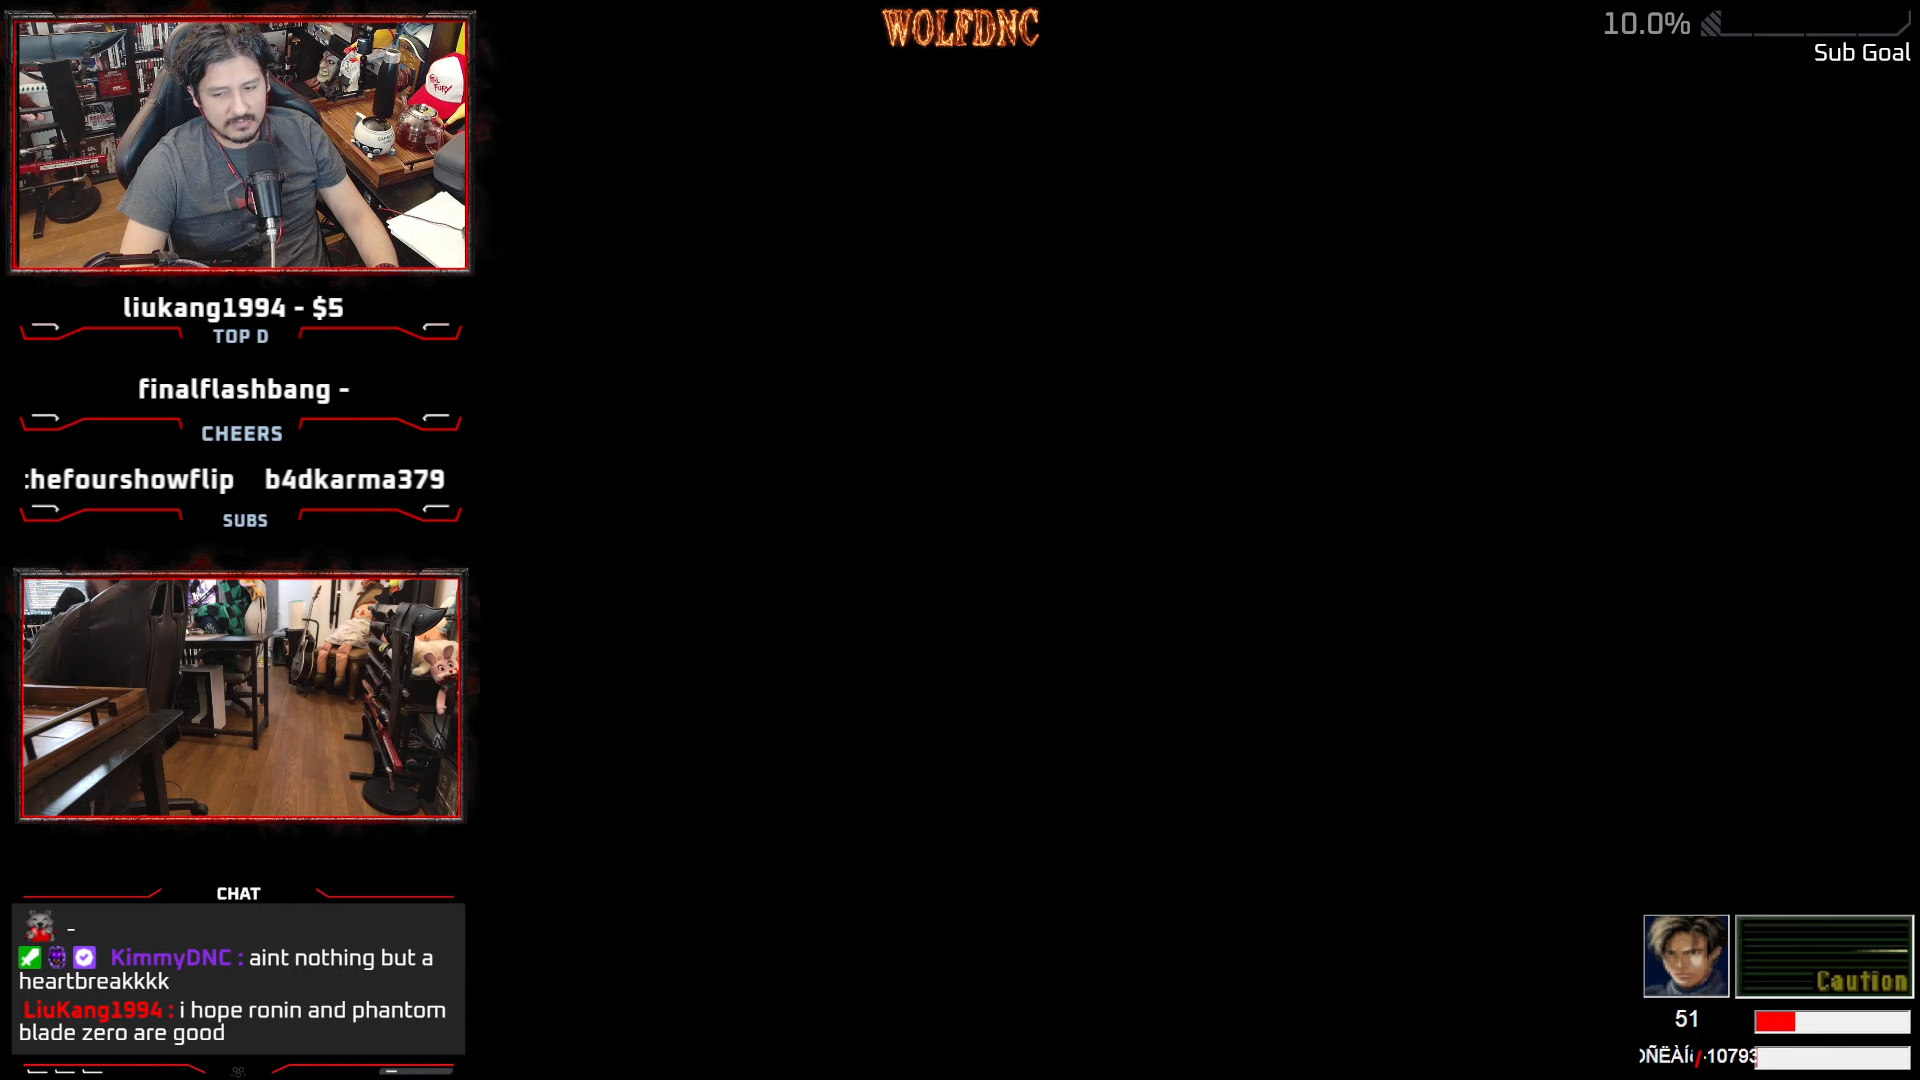 WOLFDNC
10.0%
Sub Goal
liukang1994 - $5
TOP D
finalflashbang -
CHEERS
hefourshowflip b4dkarma379
SUBS
CHAT
-
KimmyDNC : aint nothing but a
heartbreakkkk
LiuKang1994 : i hope ronin and phantom
blade zero are good
Caution
51
ÑËÀÍ / -10793